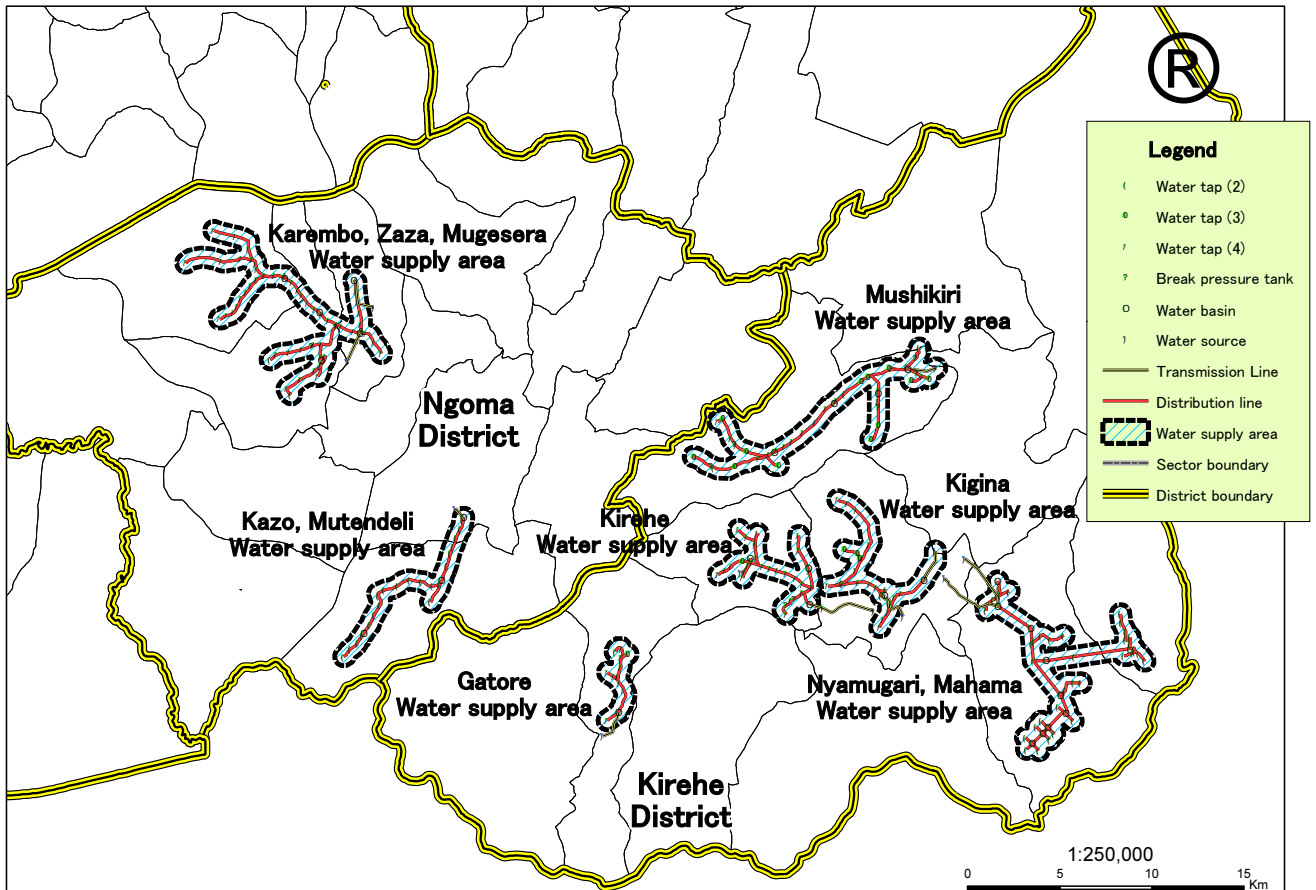 R
Legend
Water tap (2)
Water tap (3)
Water tap (4)
Break pressure tank
Water basin
Water source
Transmission Line
Distribution line
Water supply area
Sector boundary
District boundary
Karembo, Zaza, Mugesera
Water supply area
Mushikiri
Water supply area
Ngoma
District
Kigina
Water supply area
Kazo, Mutendeli
Water supply area
Kirehe
Water supply area
Gatore
Water supply area
Nyamugari, Mahama
Water supply area
Kirehe
District
1:250,000
0 5 10 15
Km